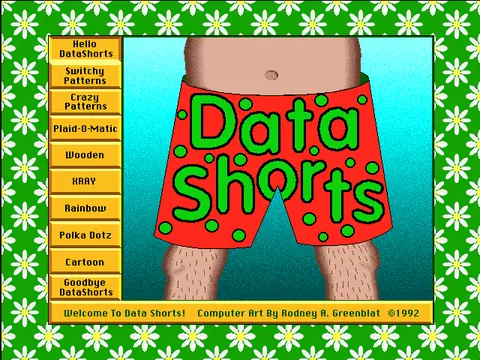 Hello
DataShorts
Switchy
Patterns
Crazy
Patterns
Plaid-O-Matic
Wooden
XRAY
Rainbow
Polka Dotz
Cartoon
Goodbye
DataShorts
Data
Shorts
Welcome To Data Shorts! Computer Art By Rodney A. Greenblat ©1992